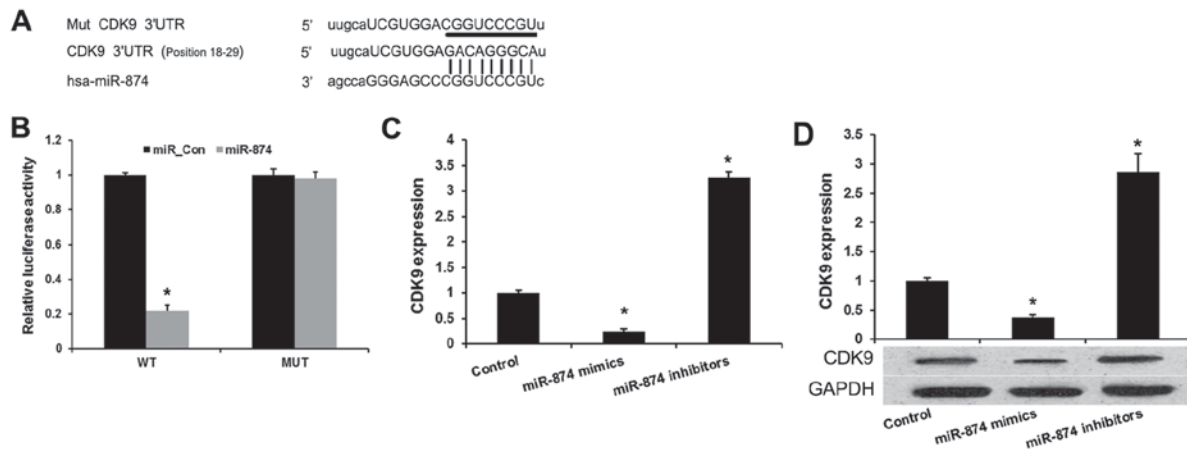 A
Mut CDK9 3'UTR 5' uugcaUCGUGGACGGUCCCGUu
CDK9 3'UTR (Position 18-29) 5' uugcaUCGUGGAGACAGGGCAu
hsa-miR-874 3' agccaGGGAGCCCGGUCCCGUc
B
Relative luciferase activity
1.2
1
0.8
0.6
0.4
0.2
0
miR_Con miR-874
*
WT MUT
C
CDK9 expression
4
3.5
3
2.5
2
1.5
1
0.5
0
*
*
Control miR-874 mimics miR-874 inhibitors
D
CDK9 expression
3.5
3
2.5
2
1.5
1
0.5
0
*
*
CDK9
GAPDH
Control miR-874 mimics miR-874 inhibitors